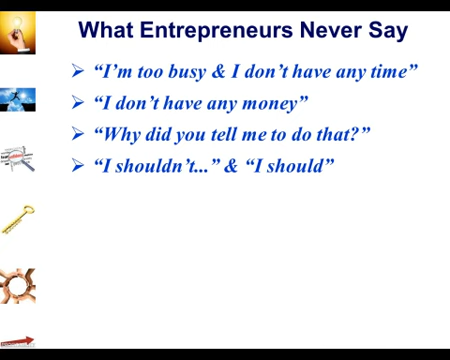 What Entrepreneurs Never Say
“I’m too busy & I don’t have any time”
“I don’t have any money”
“Why did you tell me to do that?”
“I shouldn’t...” & “I should”